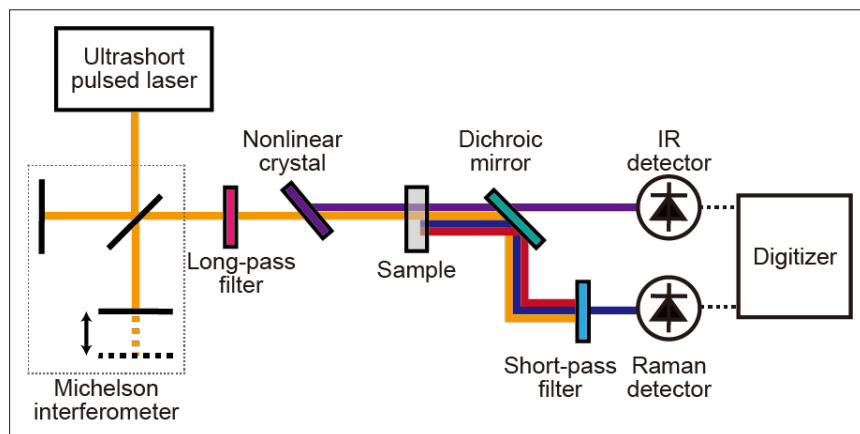 Ultrashort
pulsed laser
Nonlinear
crystal
Dichroic
mirror
IR
detector
Long-pass
filter
Sample
Digitizer
Short-pass
filter
Raman
detector
Michelson
interferometer